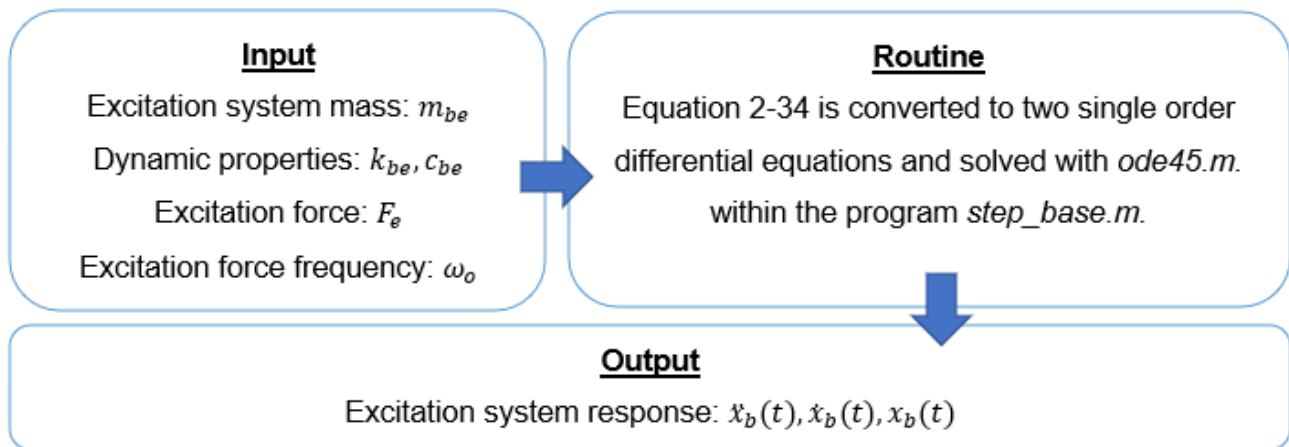 Input
Excitation system mass: m_be
Dynamic properties: k_be, c_be
Excitation force: F_e
Excitation force frequency: ω_o
Routine
Equation 2-34 is converted to two single order
differential equations and solved with ode45.m.
within the program step_base.m.
Output
Excitation system response: ẍ_b(t), ẋ_b(t), x_b(t)